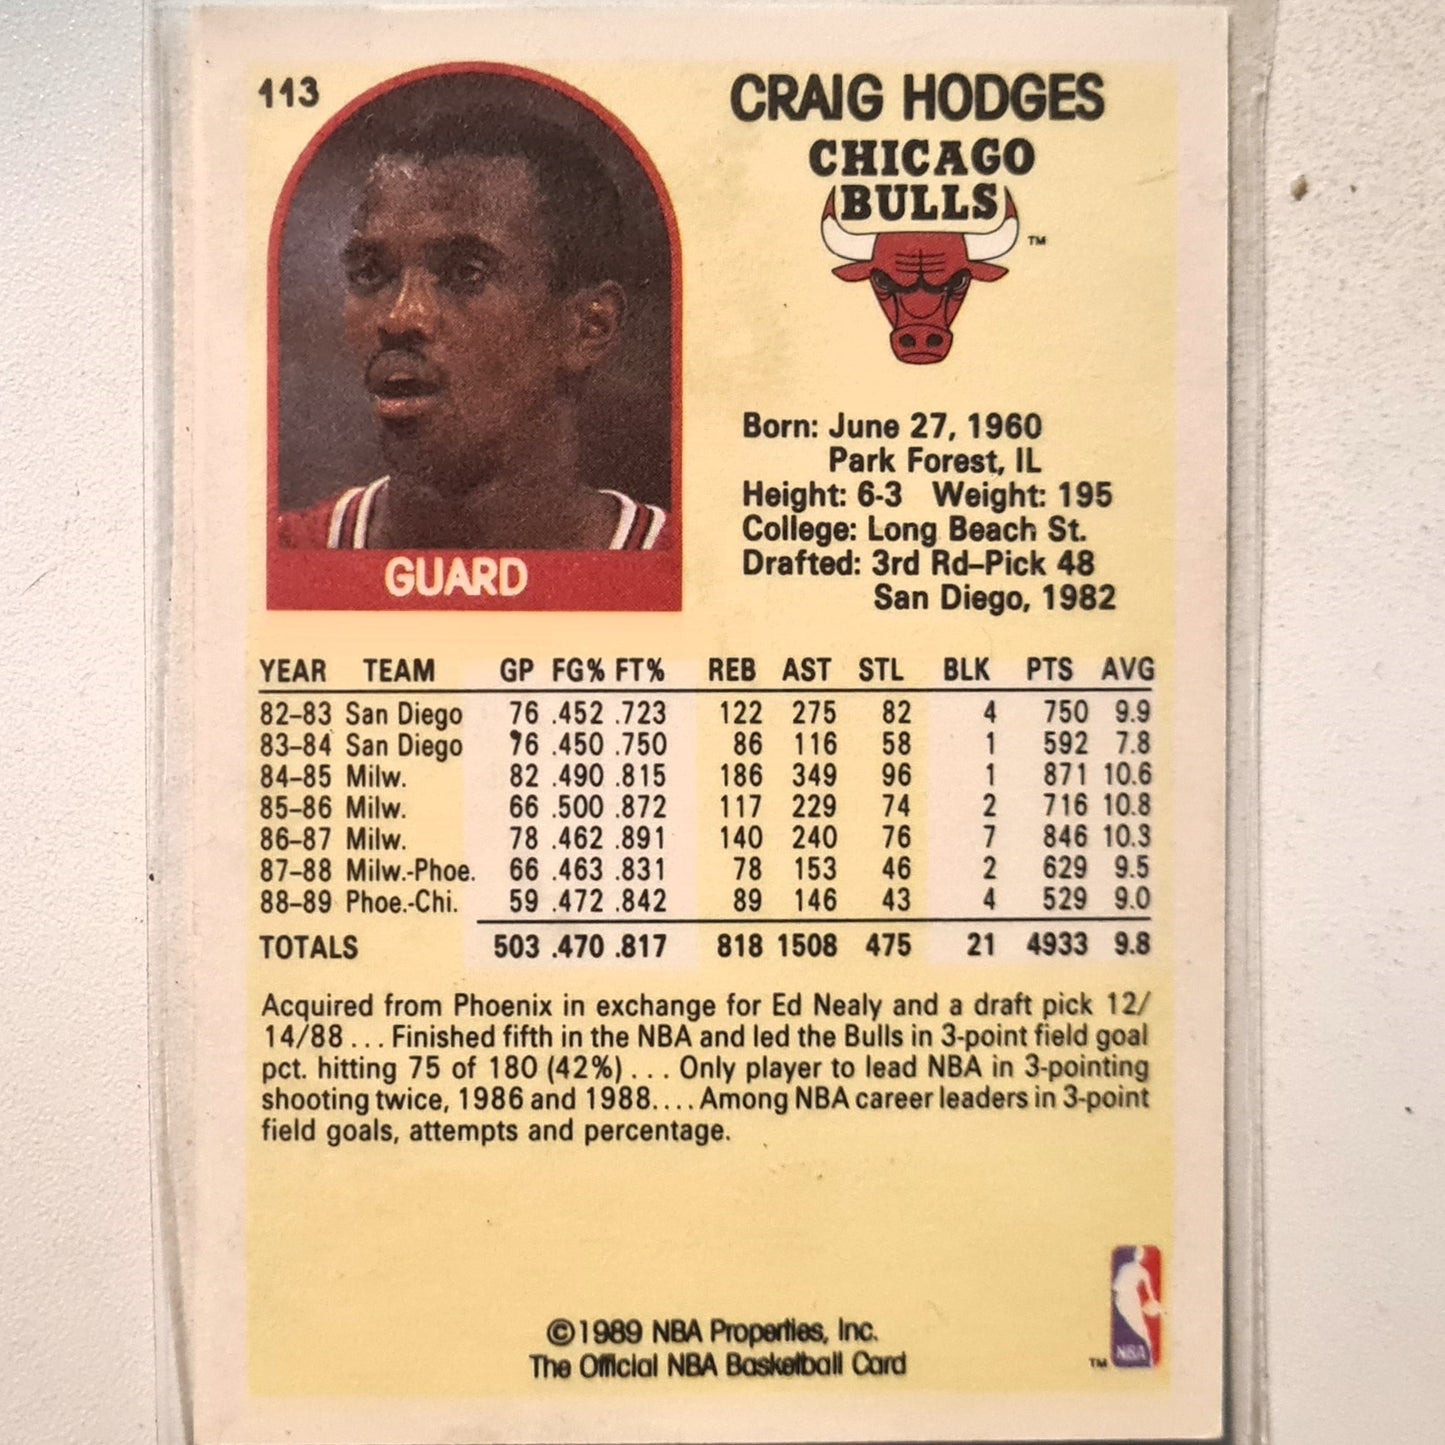 113
CRAIG HODGES
CHICAGO
BULLS
TM
Born: June 27, 1960
Park Forest, IL
Height: 6-3 Weight: 195
College: Long Beach St.
Drafted: 3rd Rd–Pick 48
San Diego, 1982
GUARD
YEAR TEAM GP FG% FT% REB AST STL BLK PTS AVG
82–83 San Diego 76 .452 .723 122 275 82 4 750 9.9
83–84 San Diego 76 .450 .750 86 116 58 1 592 7.8
84–85 Milw. 82 .490 .815 186 349 96 1 871 10.6
85–86 Milw. 66 .500 .872 117 229 74 2 716 10.8
86–87 Milw. 78 .462 .891 140 240 76 7 846 10.3
87–88 Milw.-Phoe. 66 .463 .831 78 153 46 2 629 9.5
88–89 Phoe.-Chi. 59 .472 .842 89 146 43 4 529 9.0
TOTALS 503 .470 .817 818 1508 475 21 4933 9.8
Acquired from Phoenix in exchange for Ed Nealy and a draft pick 12/
14/88 . . . Finished fifth in the NBA and led the Bulls in 3-point field goal
pct. hitting 75 of 180 (42%) . . . Only player to lead NBA in 3-pointing
shooting twice, 1986 and 1988. . . . Among NBA career leaders in 3-point
field goals, attempts and percentage.
©1989 NBA Properties, Inc.
The Official NBA Basketball Card
TM NBA